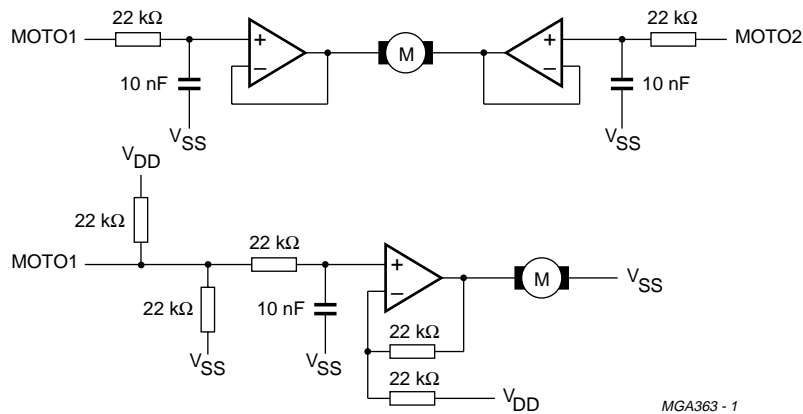 22 kΩ
22 kΩ
MOTO1
+
−
M
+
−
MOTO2
10 nF
10 nF
VSS
VSS
VDD
22 kΩ
22 kΩ
MOTO1
+
−
M
VSS
22 kΩ
10 nF
22 kΩ
VSS
VSS
22 kΩ
VDD
MGA363 - 1